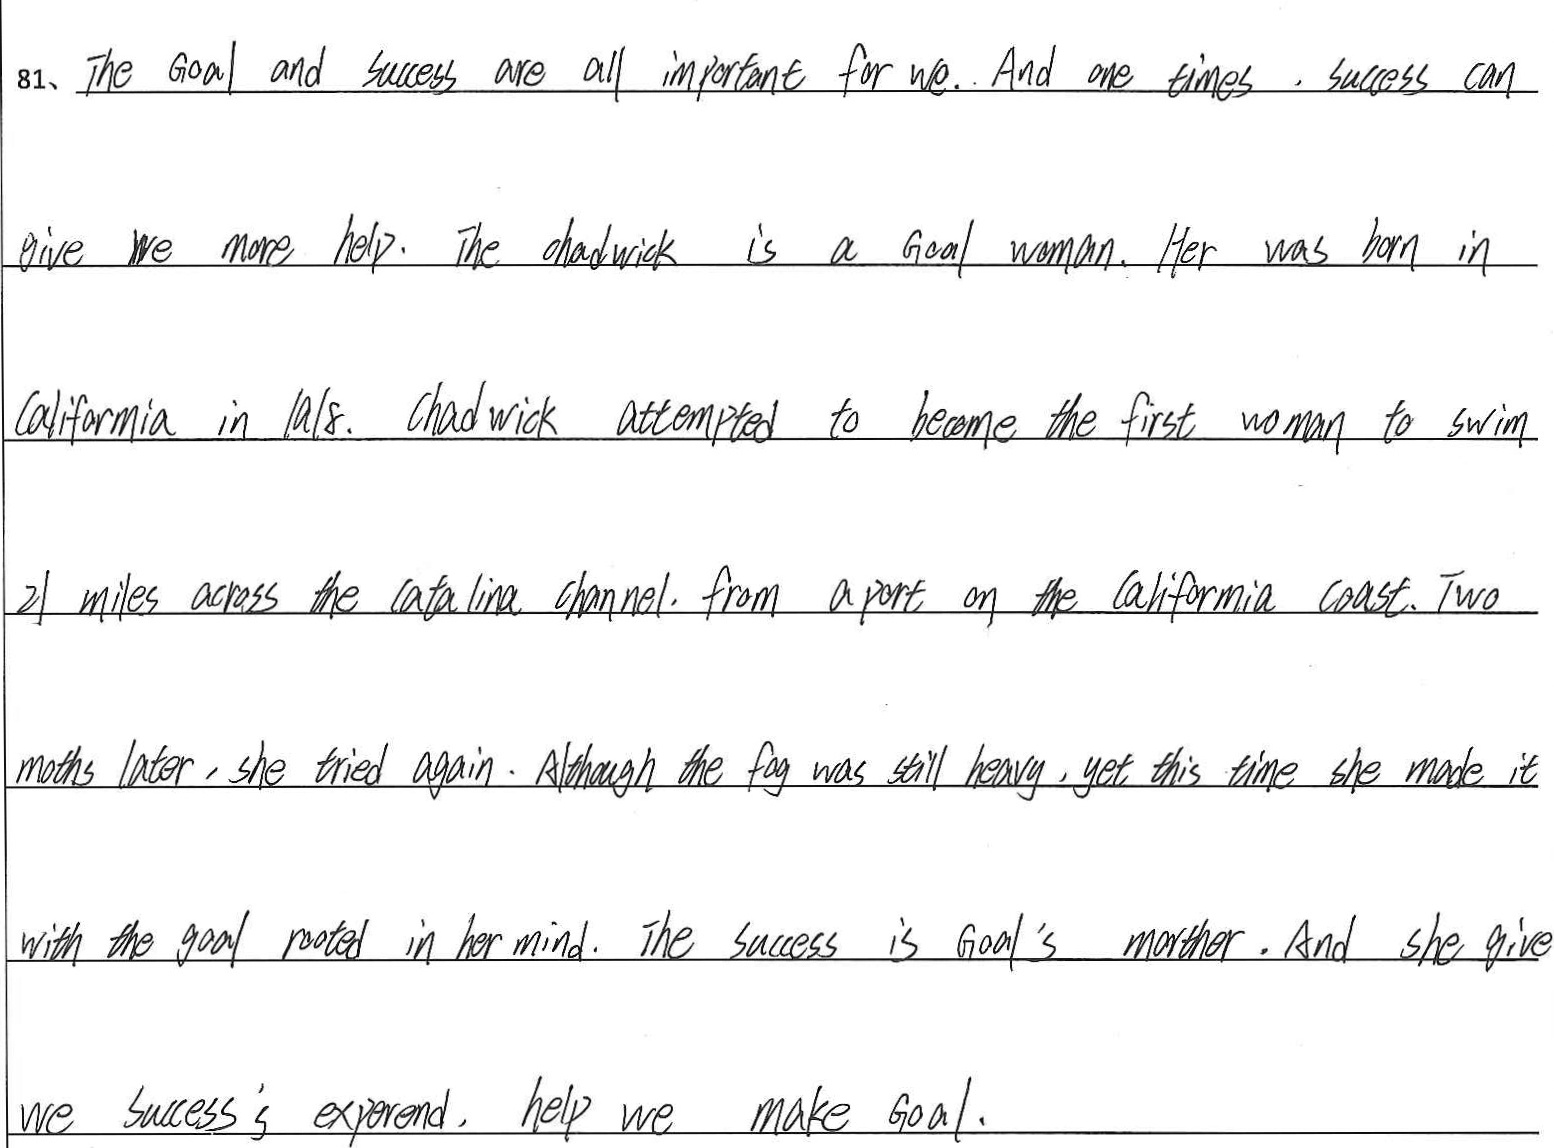 81、The Goal and success are all important for we. And one times, success can
give we more help. The chadwick is a Goal woman. Her was born in
Califormia in 1918. Chadwick attempted to become the first woman to swim
21 miles across the catalina channel. from a port on the Califormia coast. Two
moths later, she tried again. Although the fog was still heavy, yet this time she made it
with the goal rooted in her mind. The success is Goal's morther. And she give
we success's experend, help we make Goal.